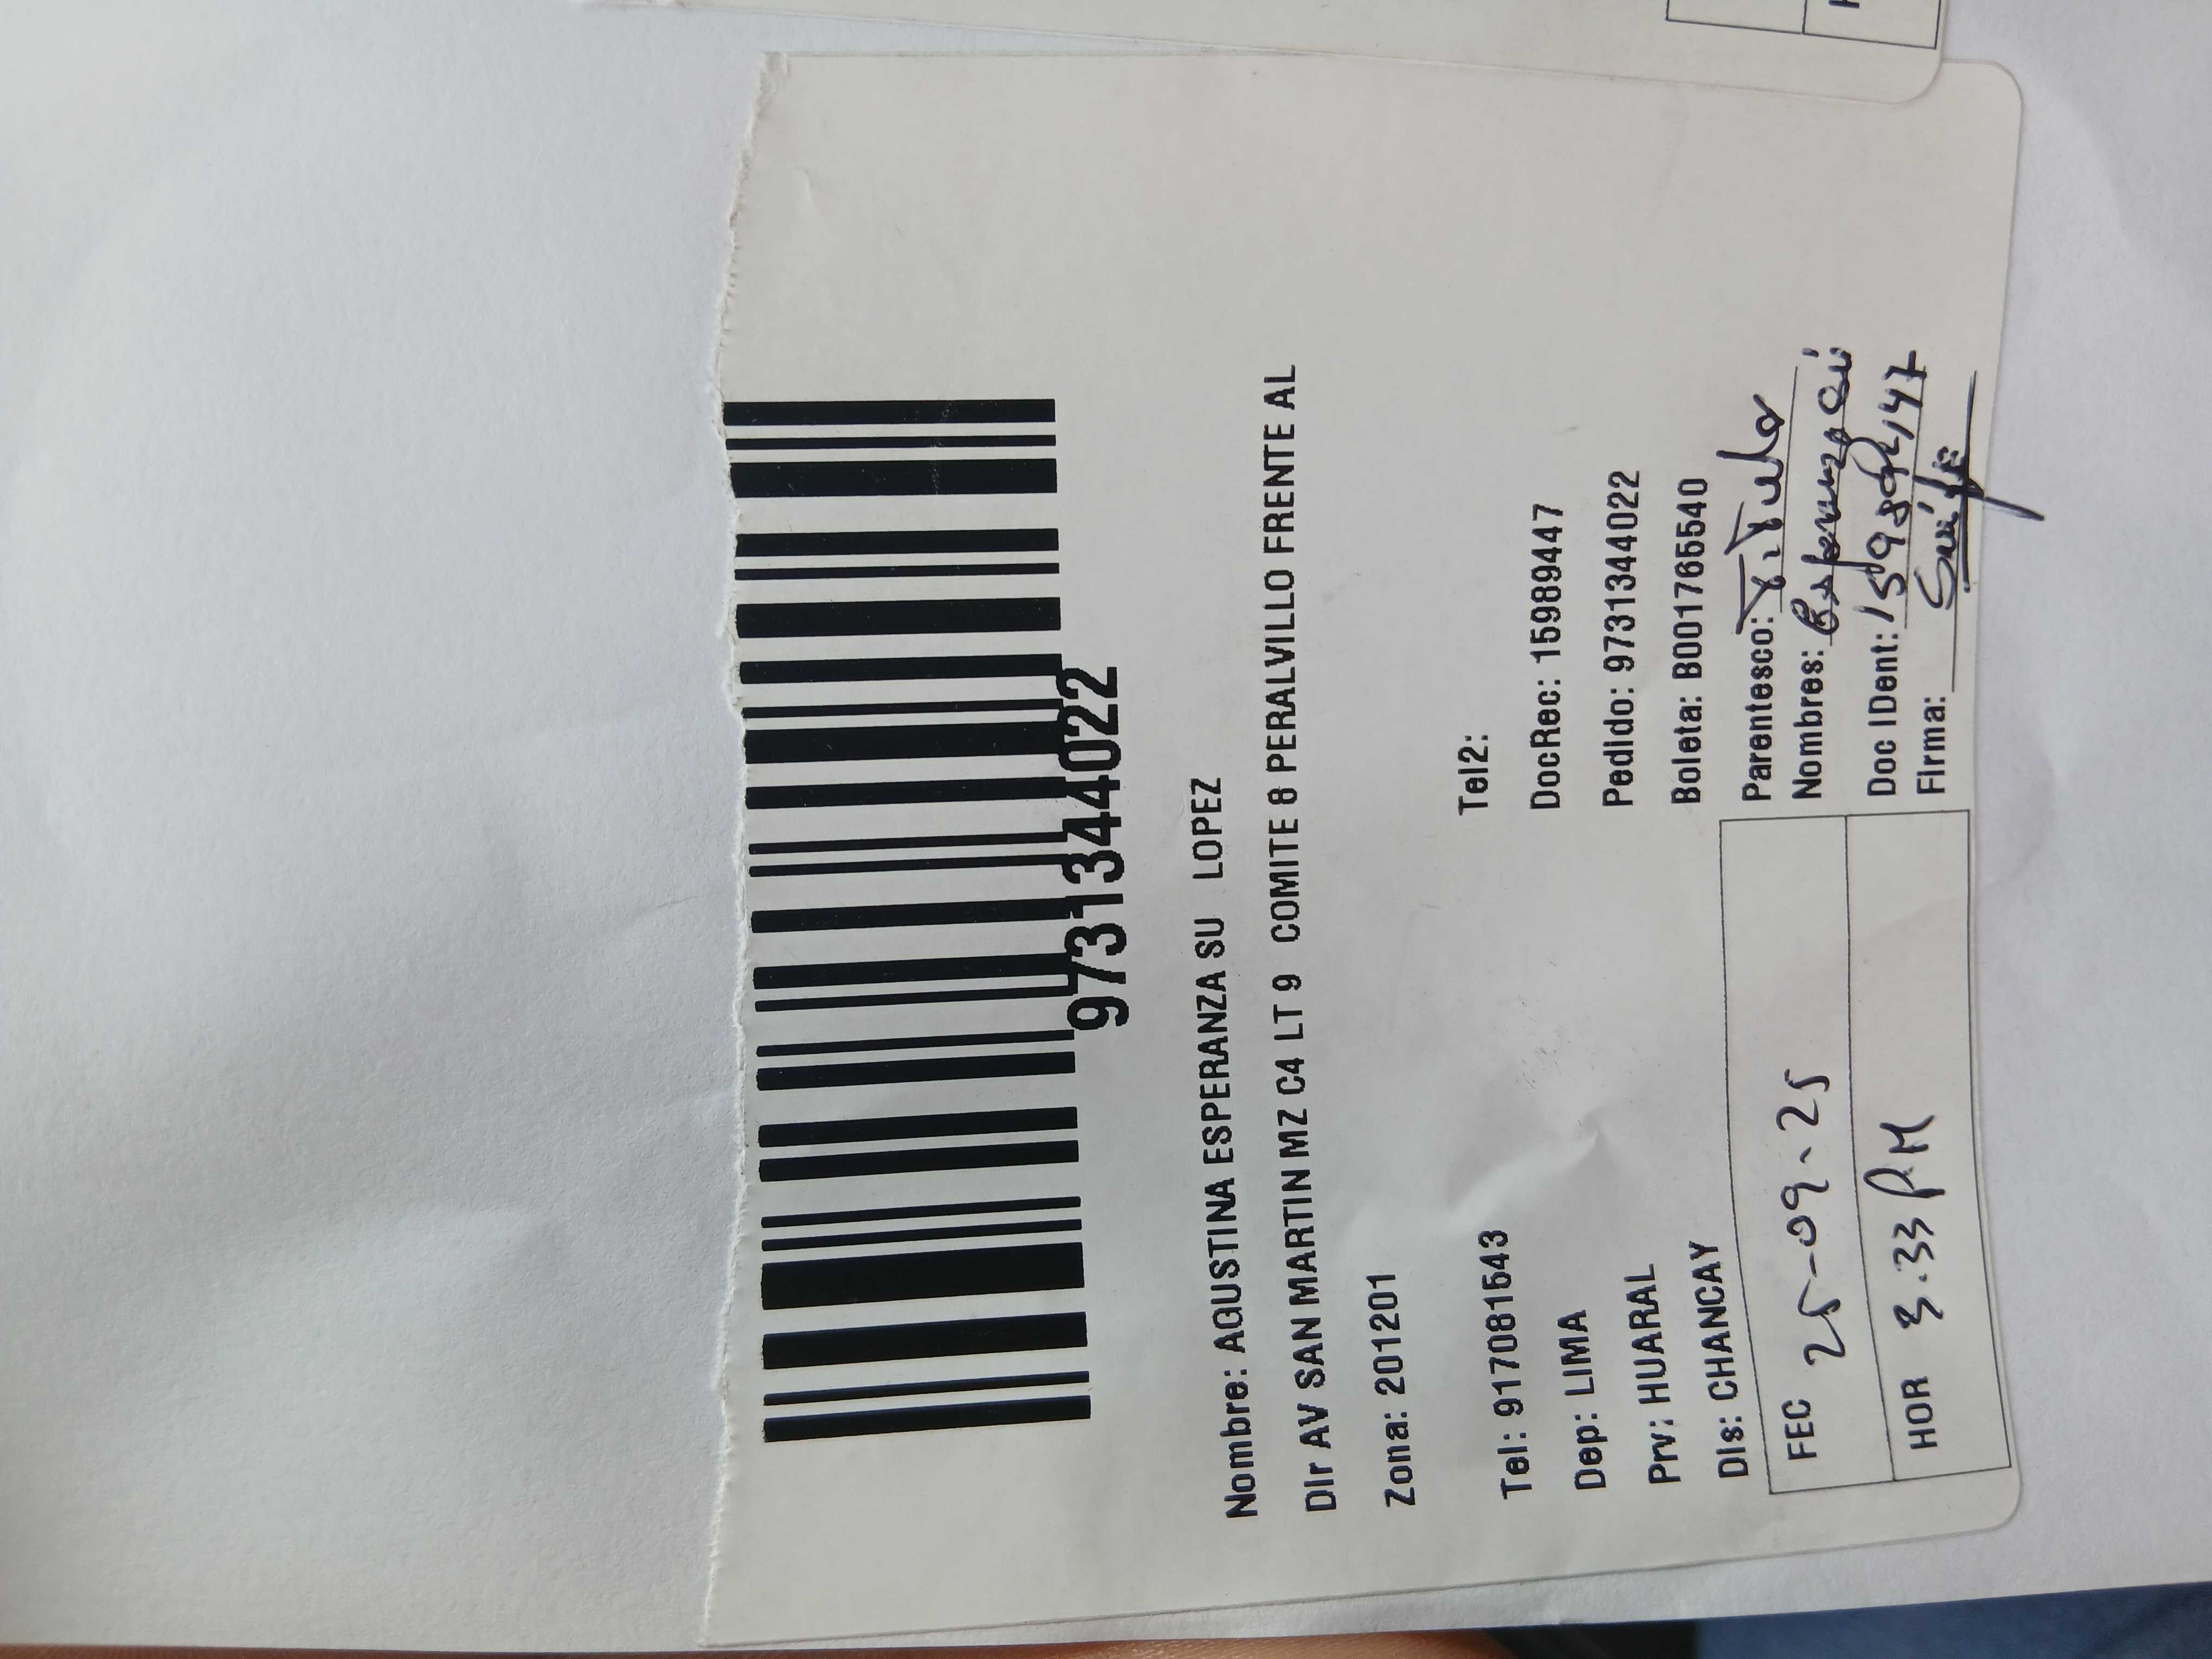 9731344022
Nombre: AGUSTINA ESPERANZA SU LOPEZ
Dir AV SAN MARTIN MZ C4 LT 9 COMITE 8 PERALVILLO FRENTE AL
Zona: 201201
Tel: 917081543 Tel2:
Dep: LIMA DocRec: 15989447
Prv: HUARAL Pedido: 9731344022
Dis: CHANCAY Boleta: B001765540
FEC 25-09-25 Parentesco: Titular
Nombres: Esperanza
HOR 3.33 PM Doc IDent: 15989447
Firma: